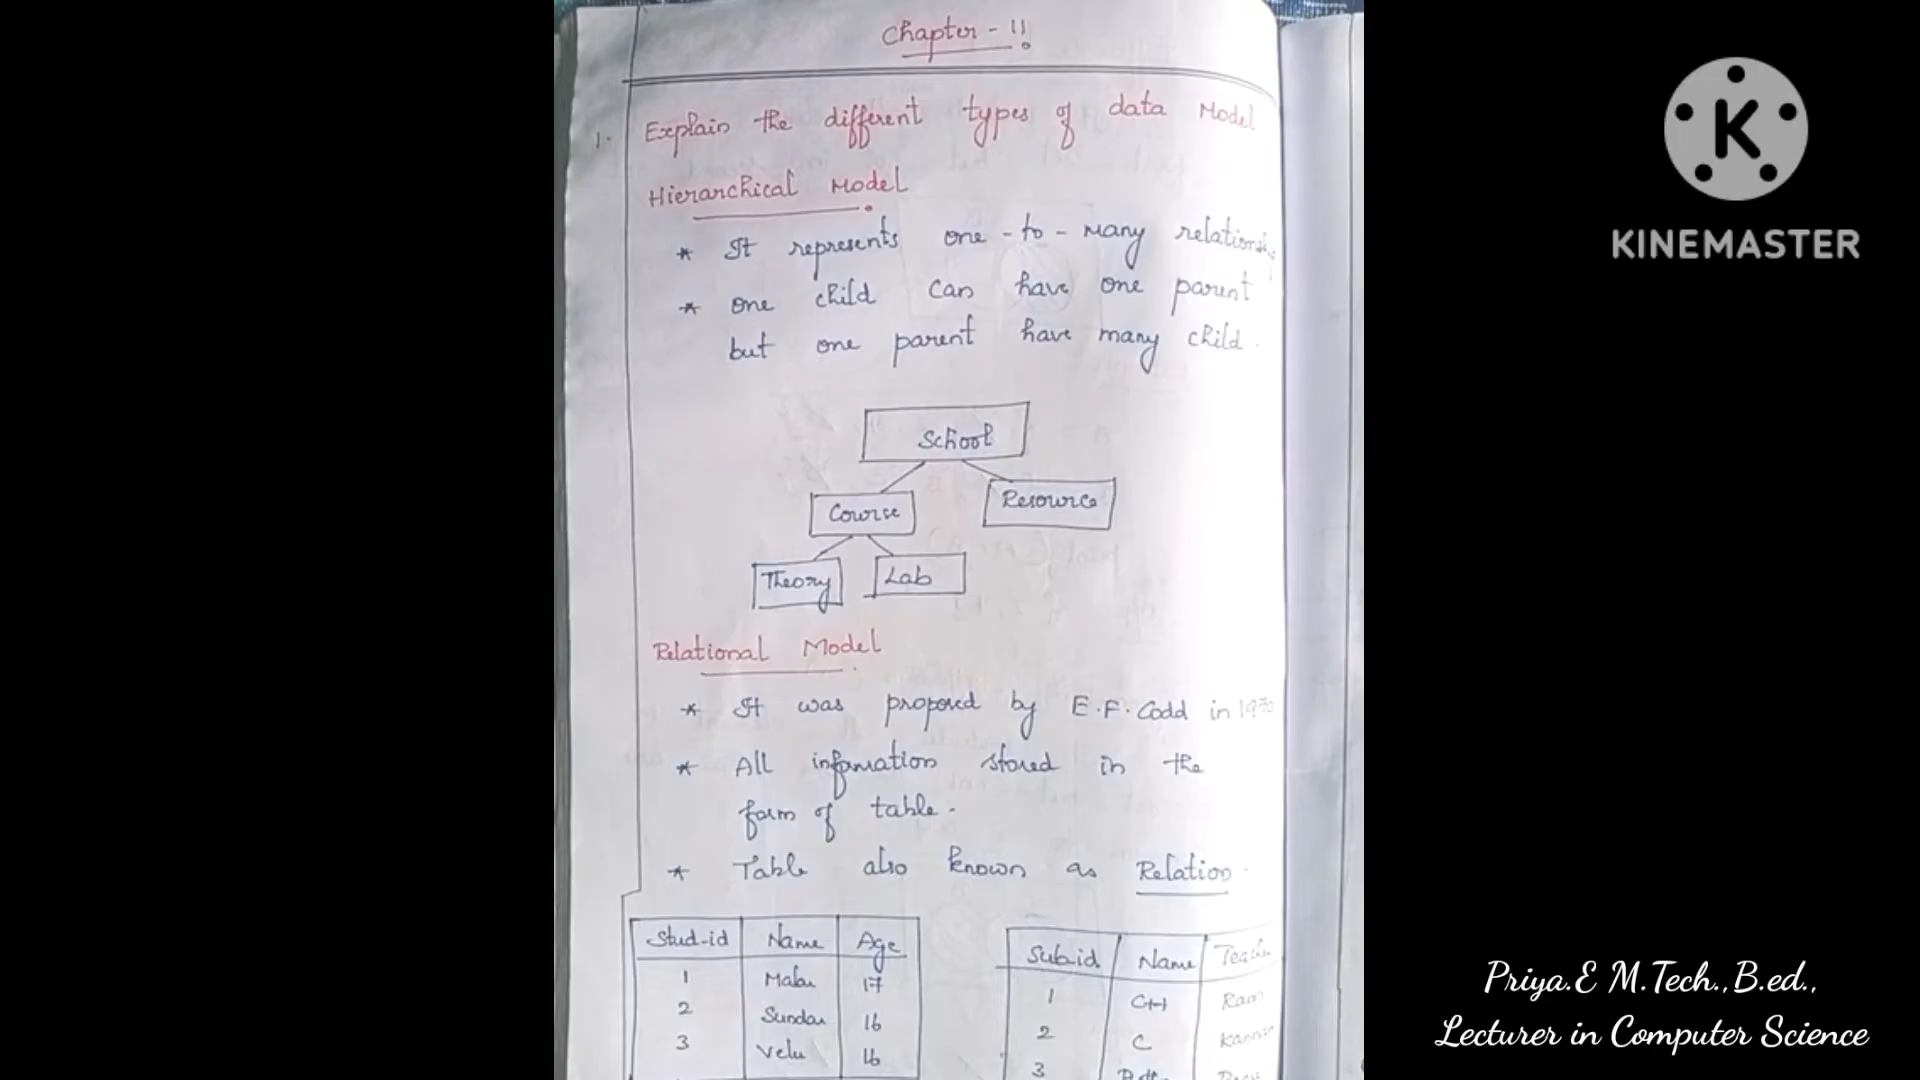 Chapter - 11
1. Explain the different types of data Model
Hierarchical Model
* It represents one-to-many
* one child can have one parent
but one parent have many child.
School
Course Resource
Theory Lab
Relational Model
* It was proposed by E.F. Codd in
* All information stored in the
form of table.
* Table also known as Relation.
Stud-id Name Age
1 Malar 17
2 Sundar 16
3 Velu 16
Sub.id Name
1 C++ Ram
2 C
3
KINEMASTER
Priya.E M.Tech.,B.ed.,
Lecturer in Computer Science